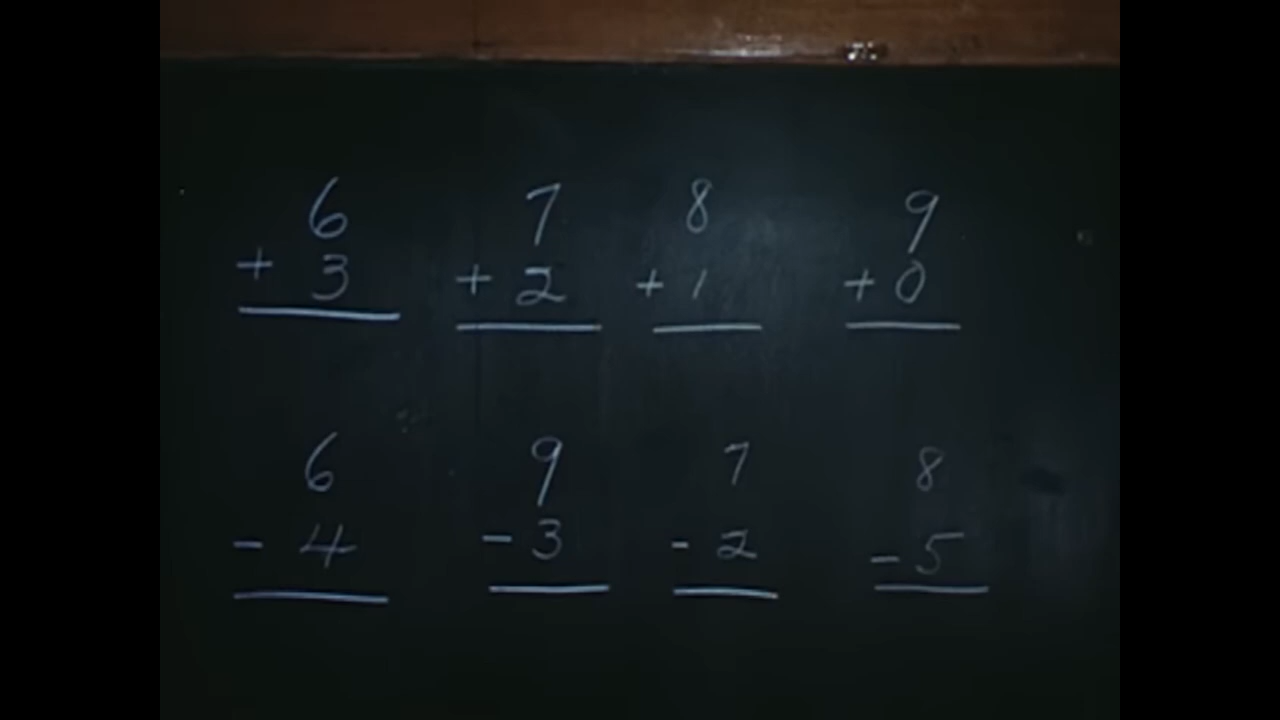 6 7 8 9
+ 3 + 2 + 1 + 0
6 9 7 8
- 4 - 3 - 2 - 5